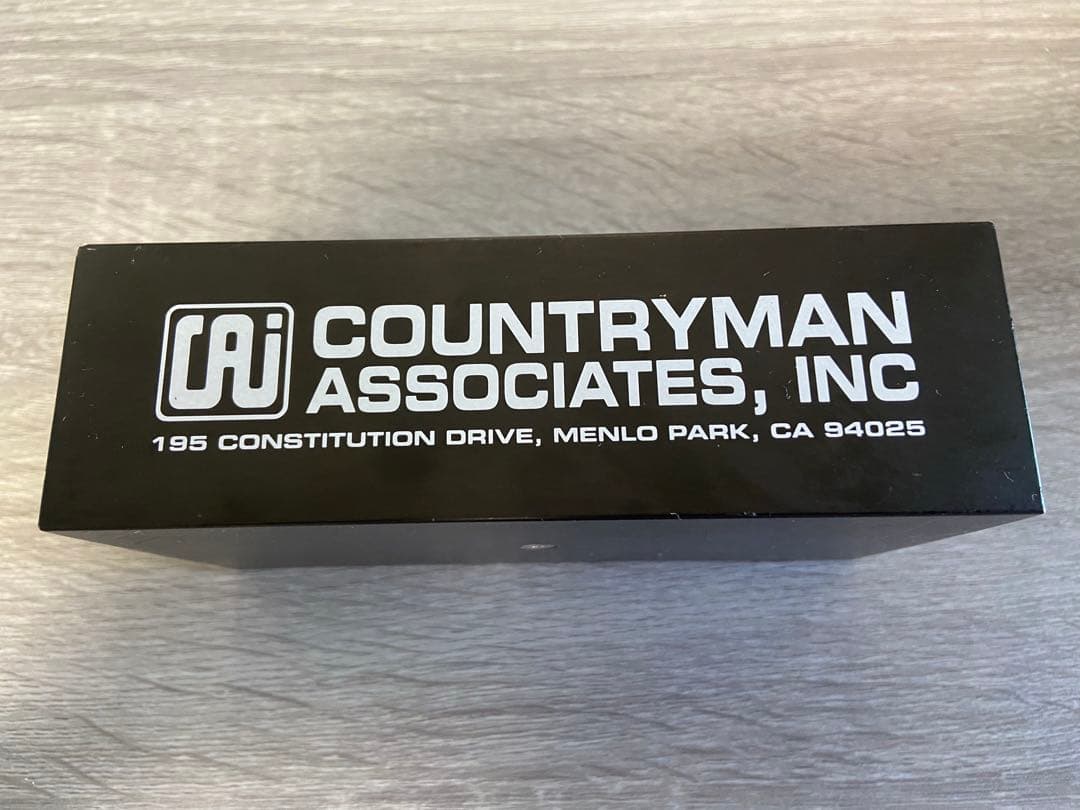 CAi
COUNTRYMAN
ASSOCIATES, INC
195 CONSTITUTION DRIVE, MENLO PARK, CA 94025